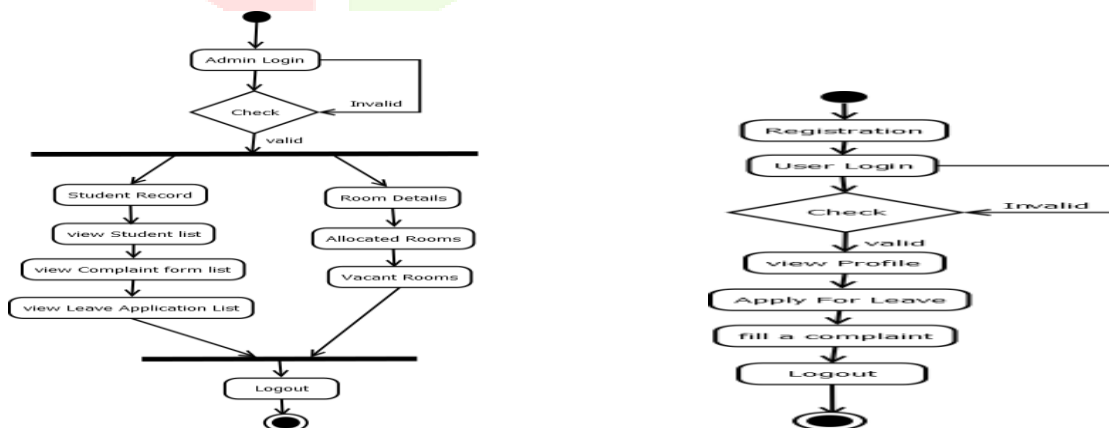 Admin Login
Invalid
Check
valid
Student Record
view Student list
view Complaint form list
view Leave Application List
Room Details
Allocated Rooms
Vacant Rooms
Logout
Registration
User Login
Invalid
Check
valid
view Profile
Apply For Leave
fill a complaint
Logout